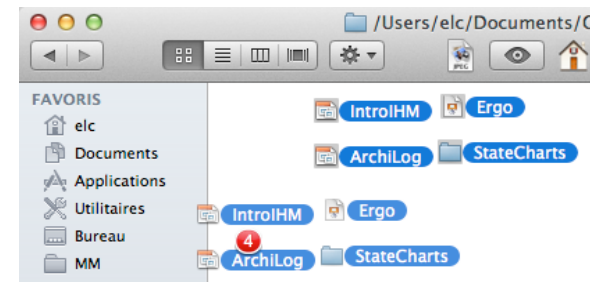 /Users/elc/Documents/C
JPEG
FAVORIS
elc
Documents
Applications
Utilitaires
Bureau
MM
IntroIHM
Ergo
ArchiLog
StateCharts
IntroIHM
Ergo
4
ArchiLog
StateCharts